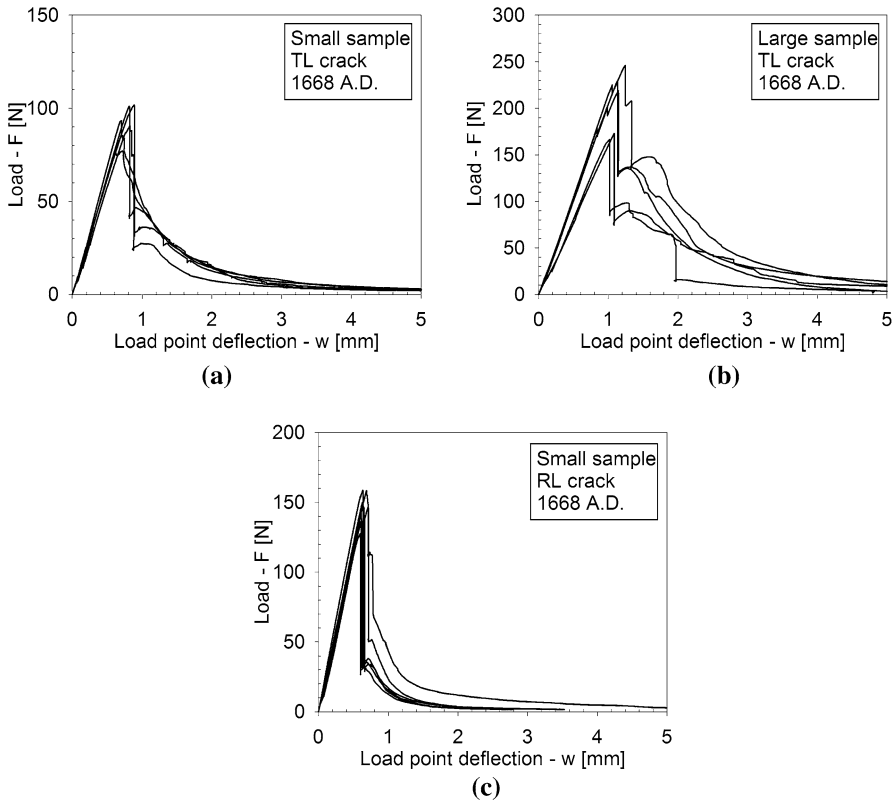 150
100
50
0
Load - F [N]
Small sample
TL crack
1668 A.D.
0 1 2 3 4 5
Load point deflection - w [mm]
(a)
300
250
200
150
100
50
0
Load - F [N]
Large sample
TL crack
1668 A.D.
0 1 2 3 4 5
Load point deflection - w [mm]
(b)
200
150
100
50
0
Load - F [N]
Small sample
RL crack
1668 A.D.
0 1 2 3 4 5
Load point deflection - w [mm]
(c)